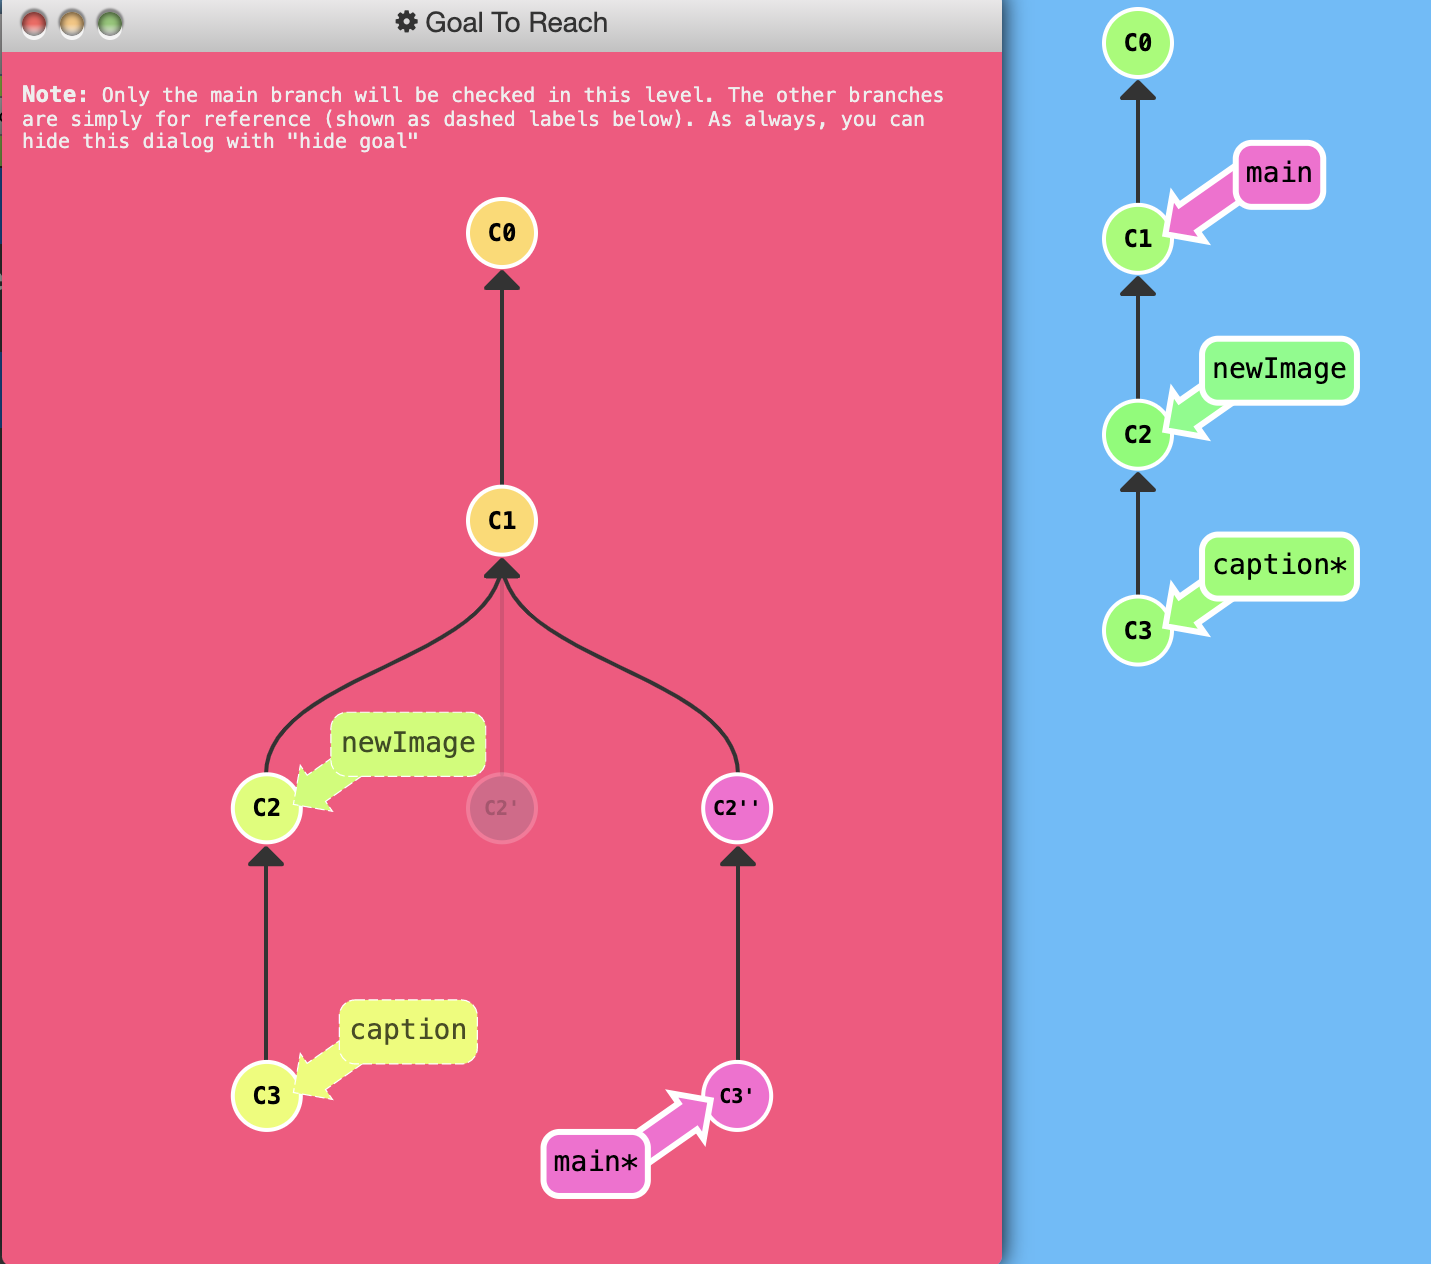 Goal To Reach
Note: Only the main branch will be checked in this level. The other branches
are simply for reference (shown as dashed labels below). As always, you can
hide this dialog with "hide goal"
C0
C1
newImage
C2
C2'
C2''
caption
C3
C3'
main*
C0
main
C1
newImage
C2
caption*
C3